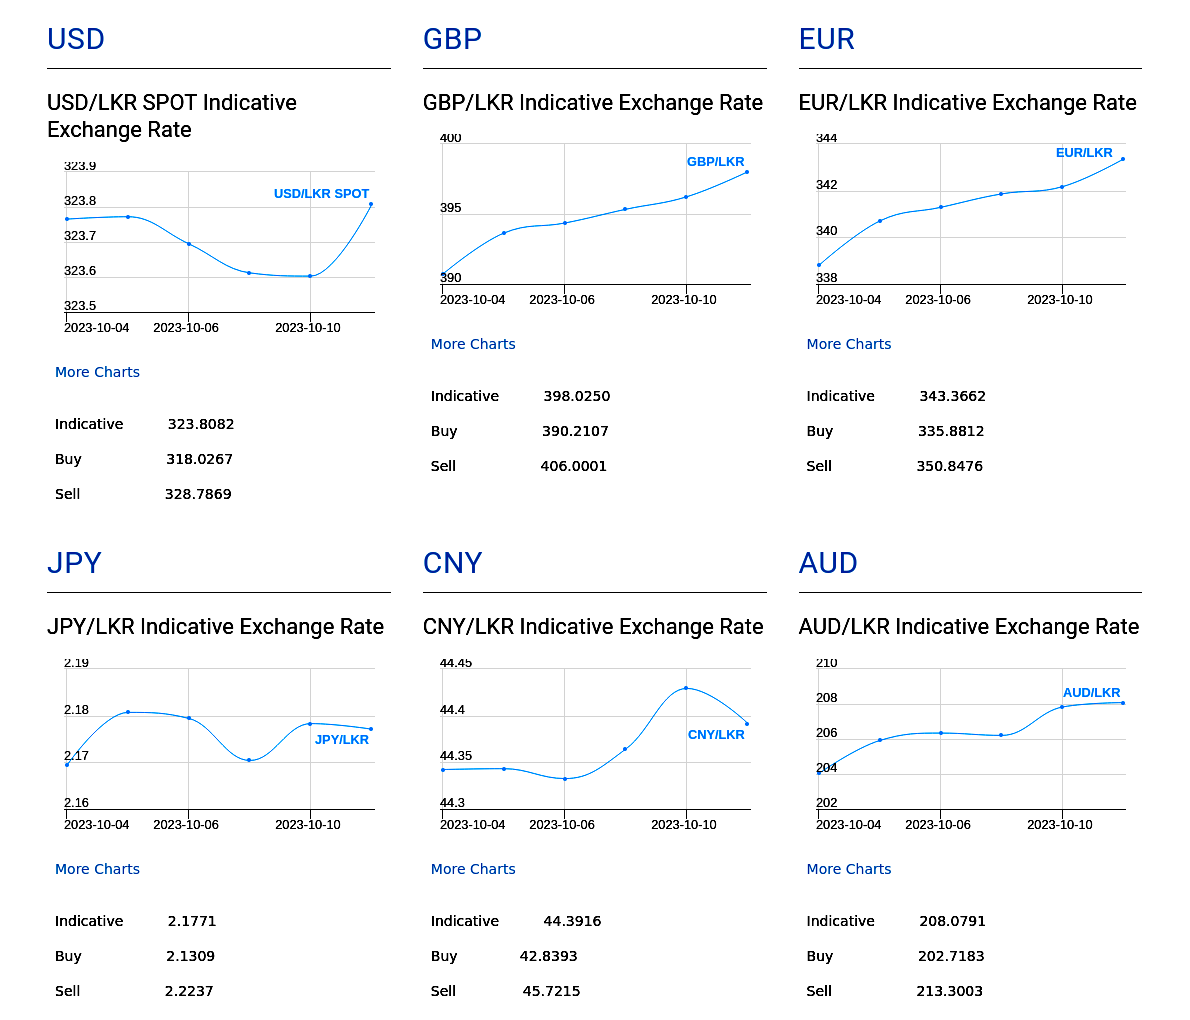 USD
USD/LKR SPOT Indicative
Exchange Rate
323.9
USD/LKR SPOT
323.8
323.7
323.6
323.5
2023-10-04 2023-10-06 2023-10-10
More Charts
Indicative 323.8082
Buy 318.0267
Sell 328.7869
GBP
GBP/LKR Indicative Exchange Rate
400
GBP/LKR
395
390
2023-10-04 2023-10-06 2023-10-10
More Charts
Indicative 398.0250
Buy 390.2107
Sell 406.0001
EUR
EUR/LKR Indicative Exchange Rate
344
EUR/LKR
342
340
338
2023-10-04 2023-10-06 2023-10-10
More Charts
Indicative 343.3662
Buy 335.8812
Sell 350.8476
JPY
JPY/LKR Indicative Exchange Rate
2.19
2.18
JPY/LKR
2.17
2.16
2023-10-04 2023-10-06 2023-10-10
More Charts
Indicative 2.1771
Buy 2.1309
Sell 2.2237
CNY
CNY/LKR Indicative Exchange Rate
44.45
44.4
CNY/LKR
44.35
44.3
2023-10-04 2023-10-06 2023-10-10
More Charts
Indicative 44.3916
Buy 42.8393
Sell 45.7215
AUD
AUD/LKR Indicative Exchange Rate
210
AUD/LKR
208
206
204
202
2023-10-04 2023-10-06 2023-10-10
More Charts
Indicative 208.0791
Buy 202.7183
Sell 213.3003